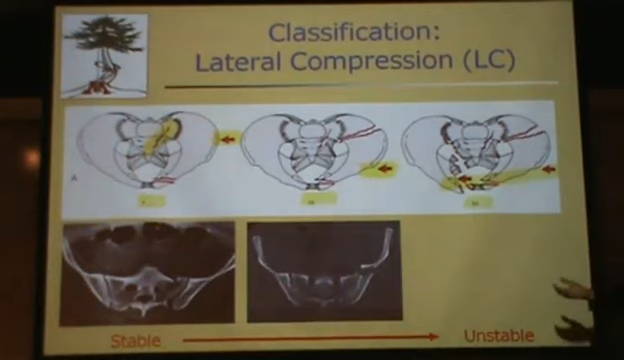 Classification:
Lateral Compression (LC)
A
Stable
Unstable